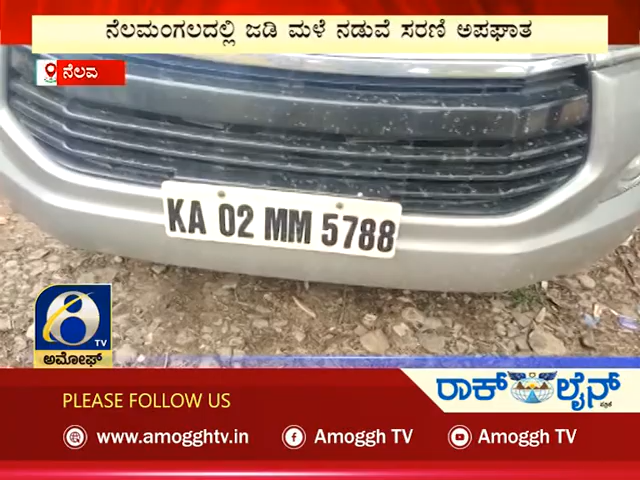 ನೆಲಮಂಗಲದಲ್ಲಿ ಜಡಿ ಮಳೆ ನಡುವೆ ಸರಣಿ ಅಪಘಾತ
ನೆಲವ
KA 02 MM 5788
TV
ಅಮೋಘ್
PLEASE FOLLOW US
ರಾಕ್ ಲೈನ್
www.amogghtv.in
Amoggh TV
Amoggh TV